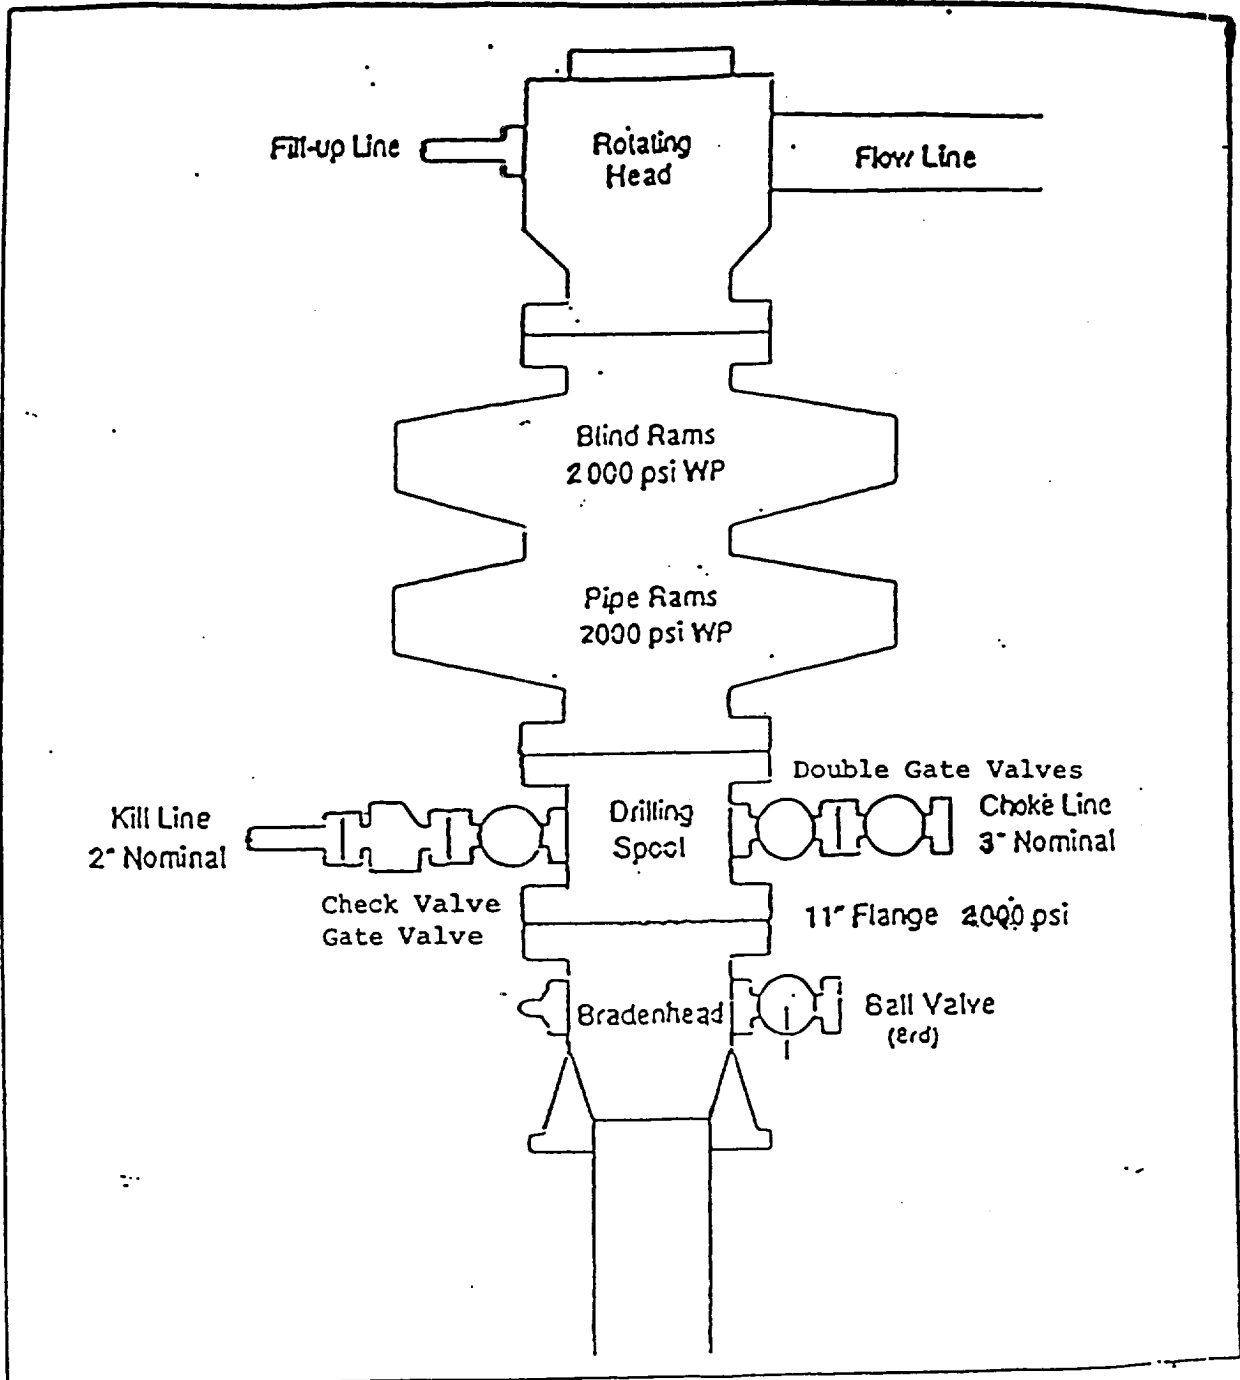 Fill-up Line
Rotating
Head
Flow Line
Blind Rams
2000 psi WP
Pipe Rams
2000 psi WP
Double Gate Valves
Kill Line
2" Nominal
Drilling
Spool
Choke Line
3" Nominal
Check Valve
Gate Valve
11" Flange 2000 psi
Bradenhead
Ball Valve